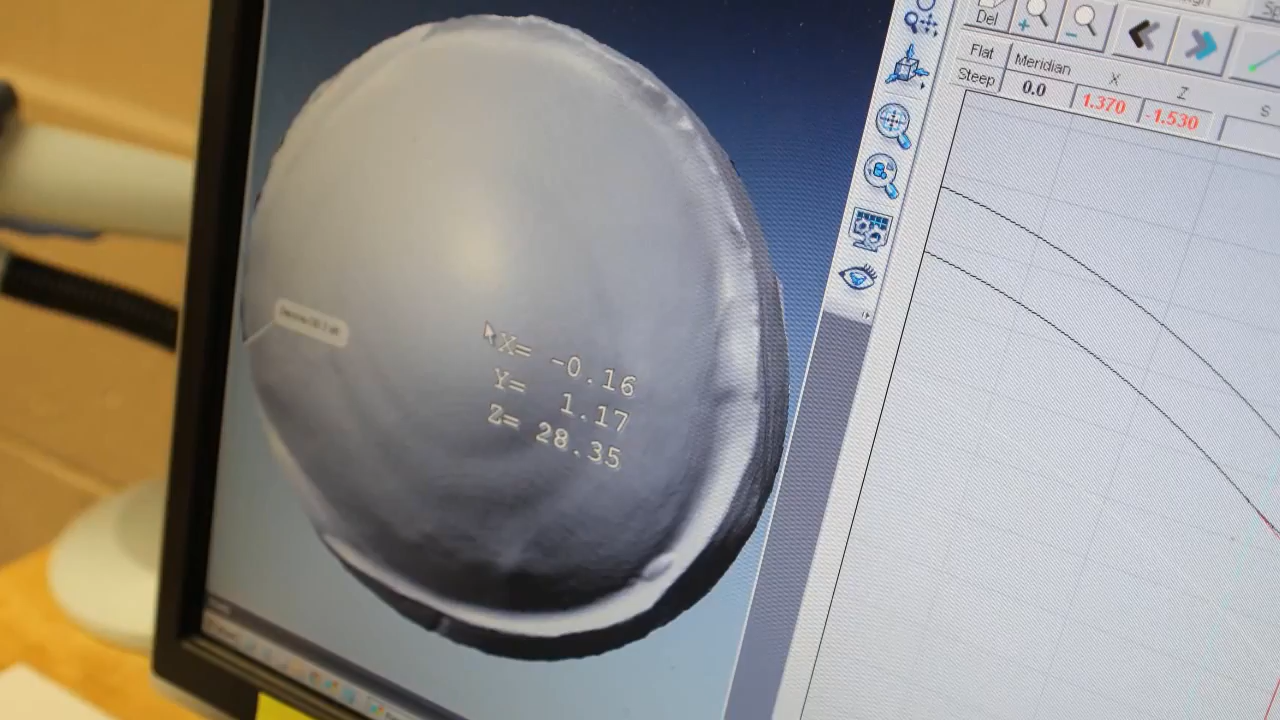 Del
Flat
Steep
Meridian
0.0
X
1.370
Z
-1.530
S
X= -0.16
Y= 1.17
Z= 28.35